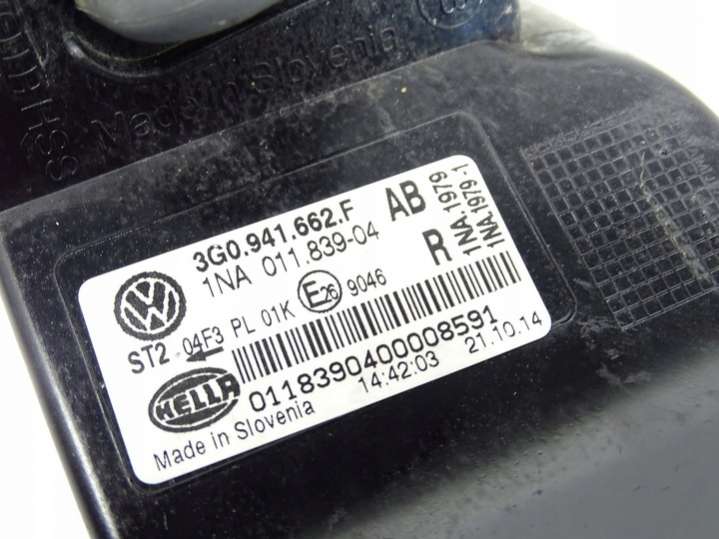 Made in Slovenia
3G0.941.662.F AB
1NA 011.839-04 R
1NA.1979
1NA.1979-1
VW
ST2 04F3 PL 01K E26 9046
0118390400008591
HELLA
14:42:03 21.10.14
Made in Slovenia